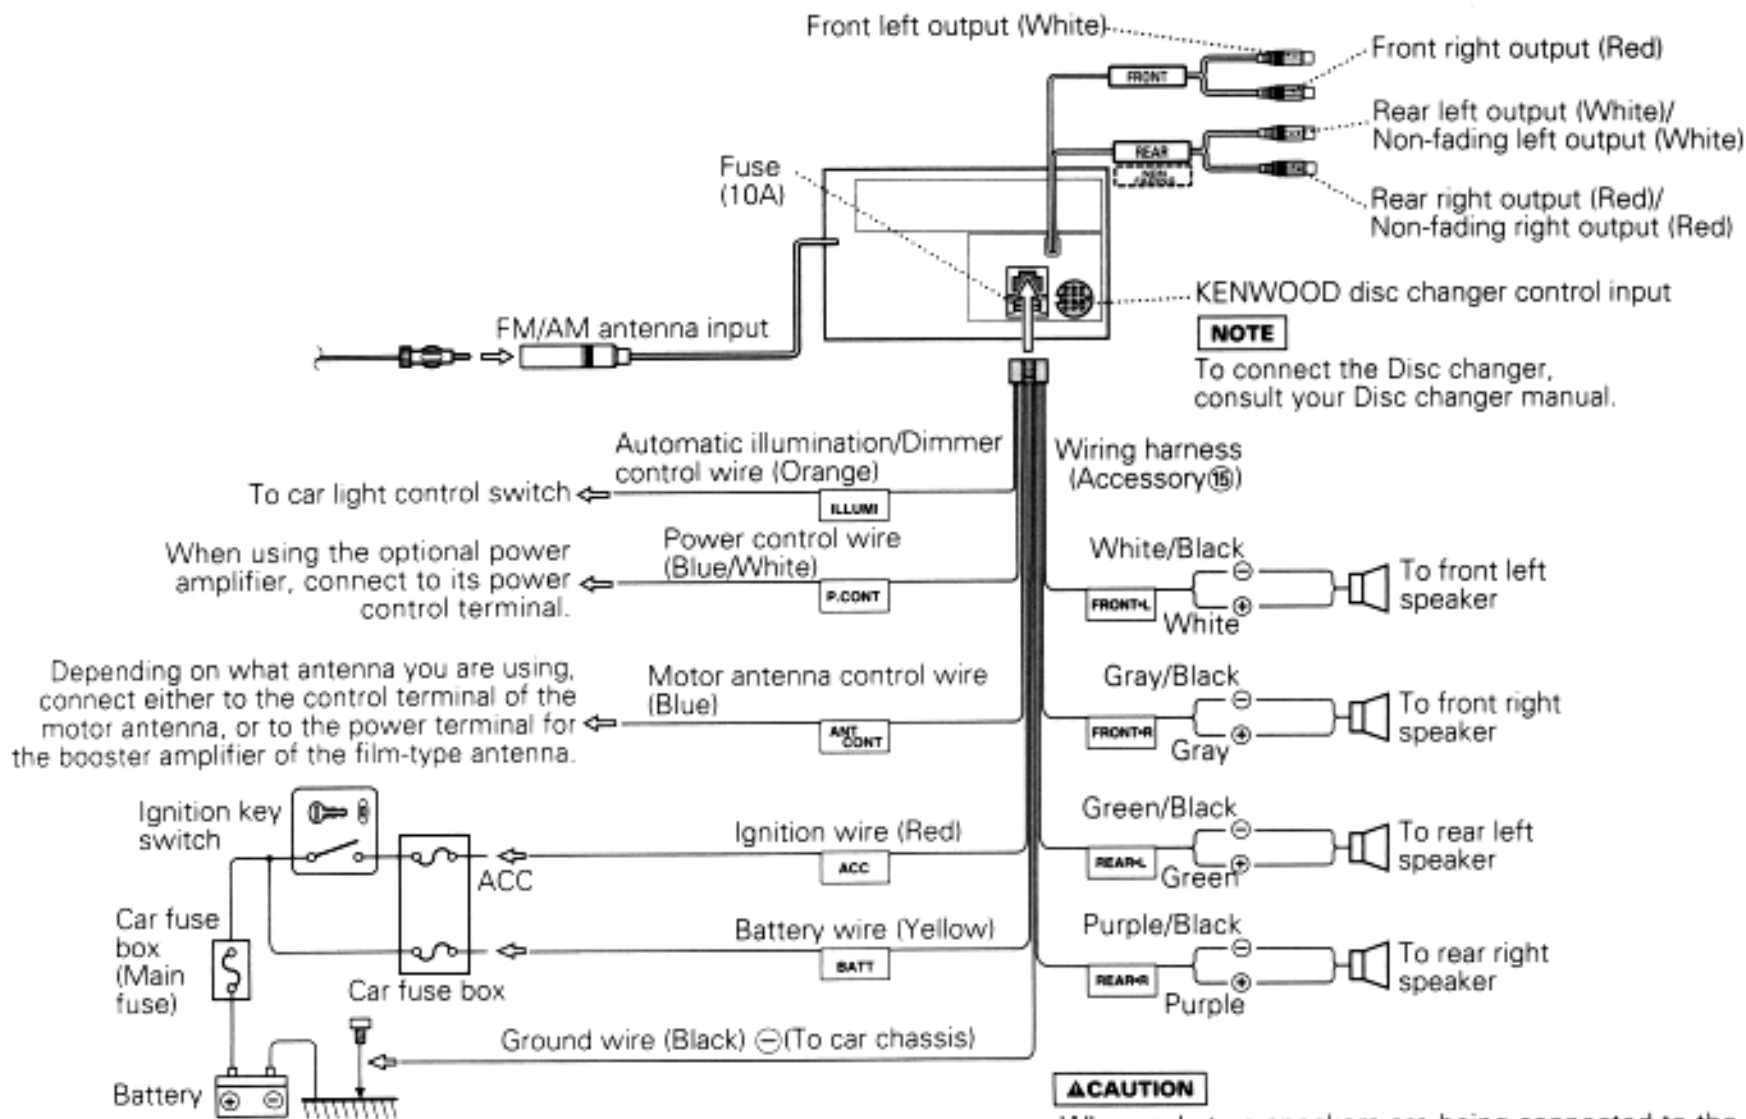 Front left output (White)
Front right output (Red)
FRONT
Rear left output (White)/
Non-fading left output (White)
REAR
Fuse
(10A)
Rear right output (Red)/
Non-fading right output (Red)
KENWOOD disc changer control input
FM/AM antenna input
NOTE
To connect the Disc changer,
consult your Disc changer manual.
Automatic illumination/Dimmer
control wire (Orange)
To car light control switch
ILLUMI
Wiring harness
(Accessory⑮)
When using the optional power
amplifier, connect to its power
control terminal.
Power control wire
(Blue/White)
P.CONT
White/Black
⊖
FRONT•L
⊕
White
To front left
speaker
Depending on what antenna you are using,
connect either to the control terminal of the
motor antenna, or to the power terminal for
the booster amplifier of the film-type antenna.
Motor antenna control wire
(Blue)
ANT
CONT
Gray/Black
⊖
FRONT•R
⊕
Gray
To front right
speaker
Ignition key
switch
Ignition wire (Red)
ACC
ACC
Green/Black
⊖
REAR•L
⊕
Green
To rear left
speaker
Car fuse
box
(Main
fuse)
Battery wire (Yellow)
BATT
Car fuse box
Purple/Black
⊖
REAR•R
⊕
Purple
To rear right
speaker
Ground wire (Black) ⊖(To car chassis)
Battery
⊕ ⊖
▲CAUTION